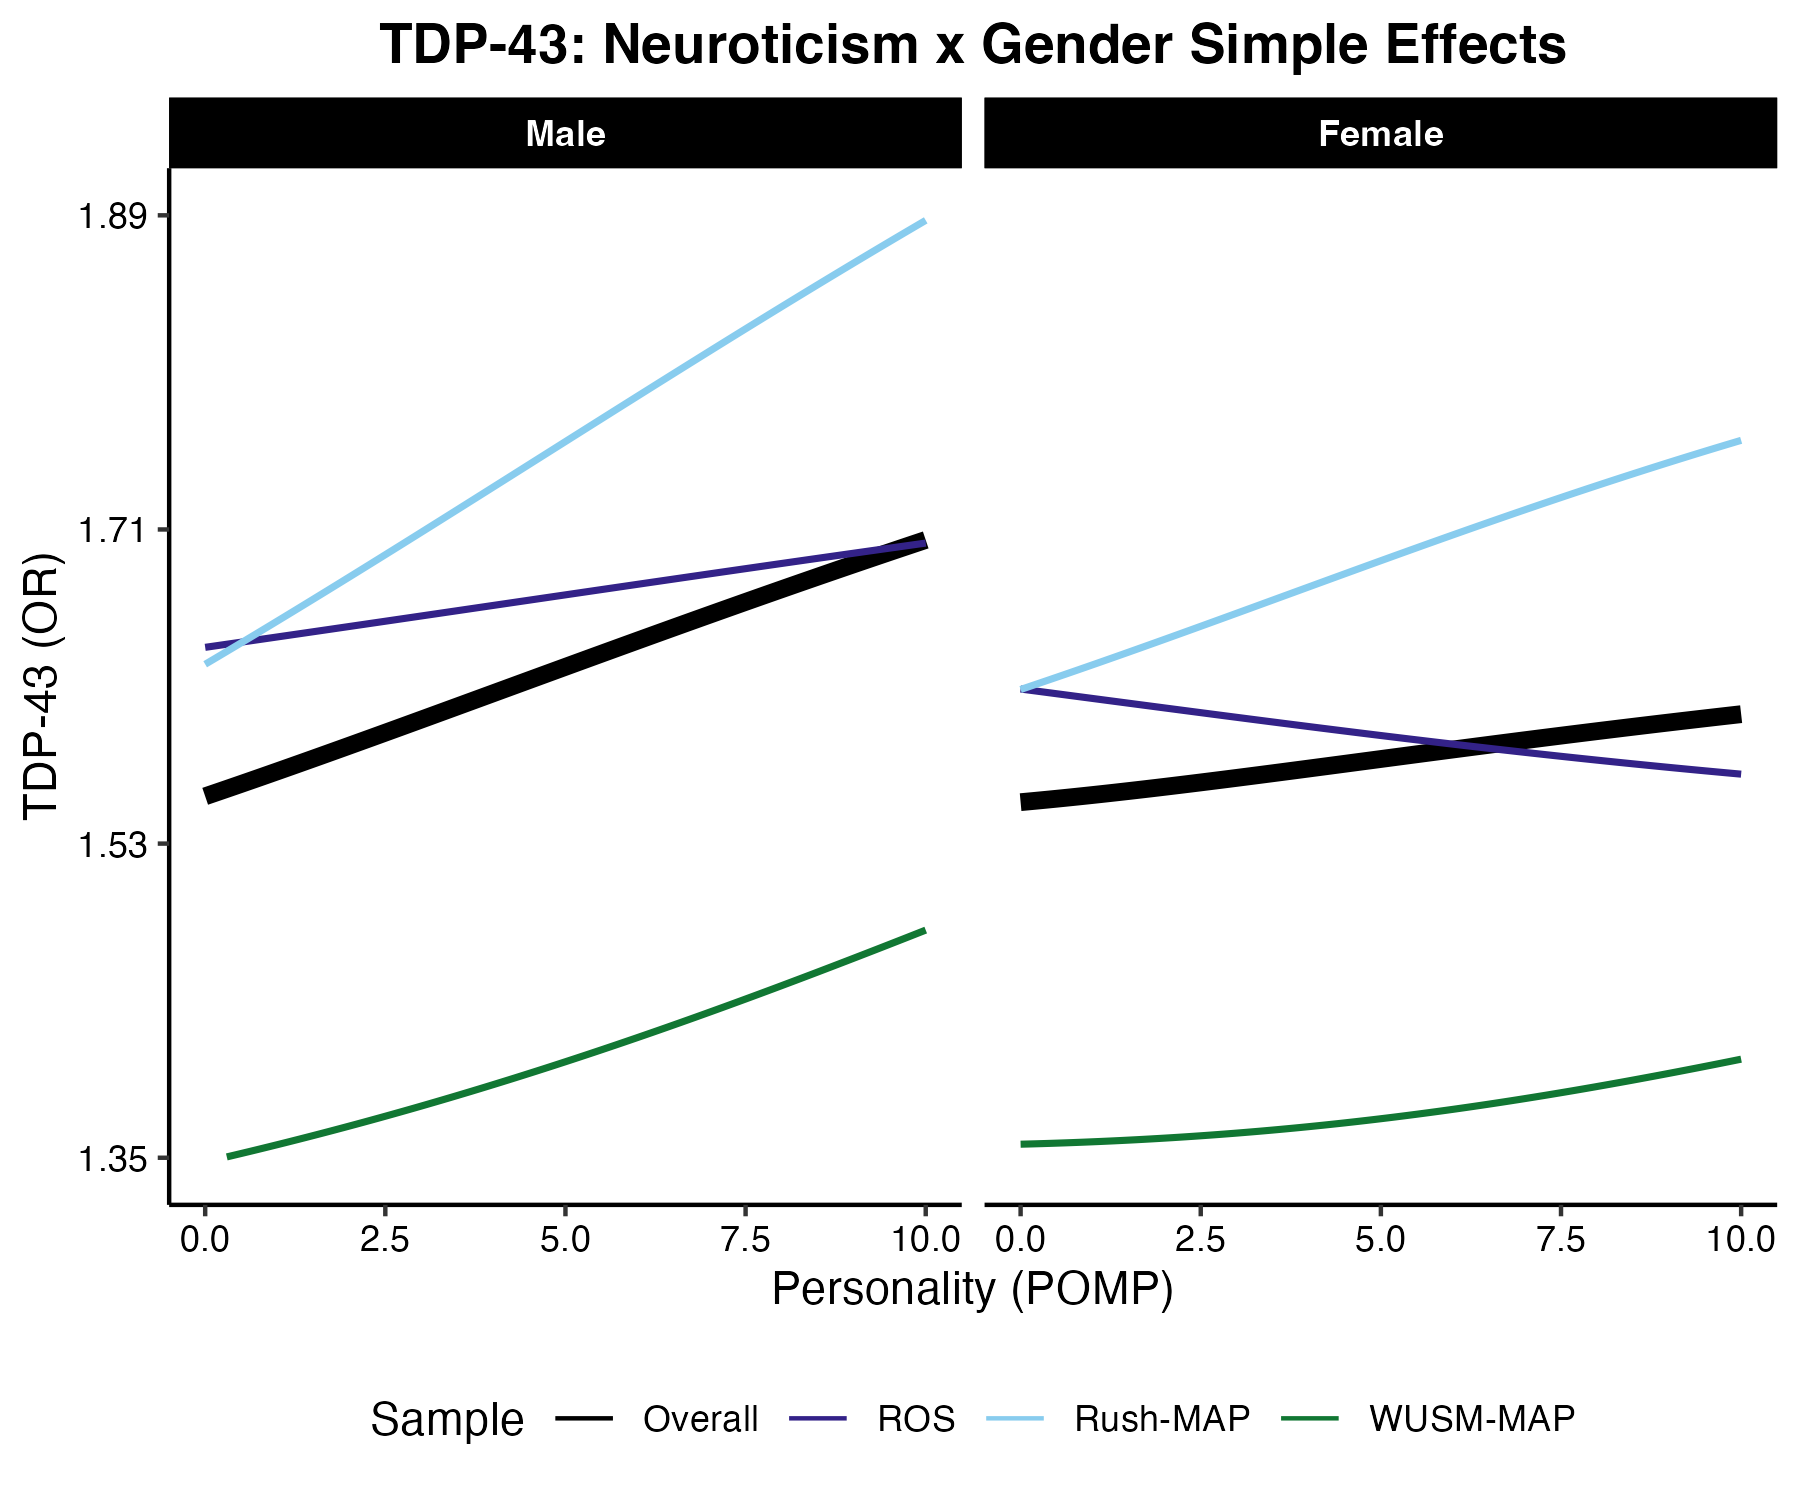 TDP-43: Neuroticism x Gender Simple Effects
Male
Female
TDP-43 (OR)
1.89
1.71
1.53
1.35
0.0 2.5 5.0 7.5 10.0
0.0 2.5 5.0 7.5 10.0
Personality (POMP)
Sample Overall ROS Rush-MAP WUSM-MAP